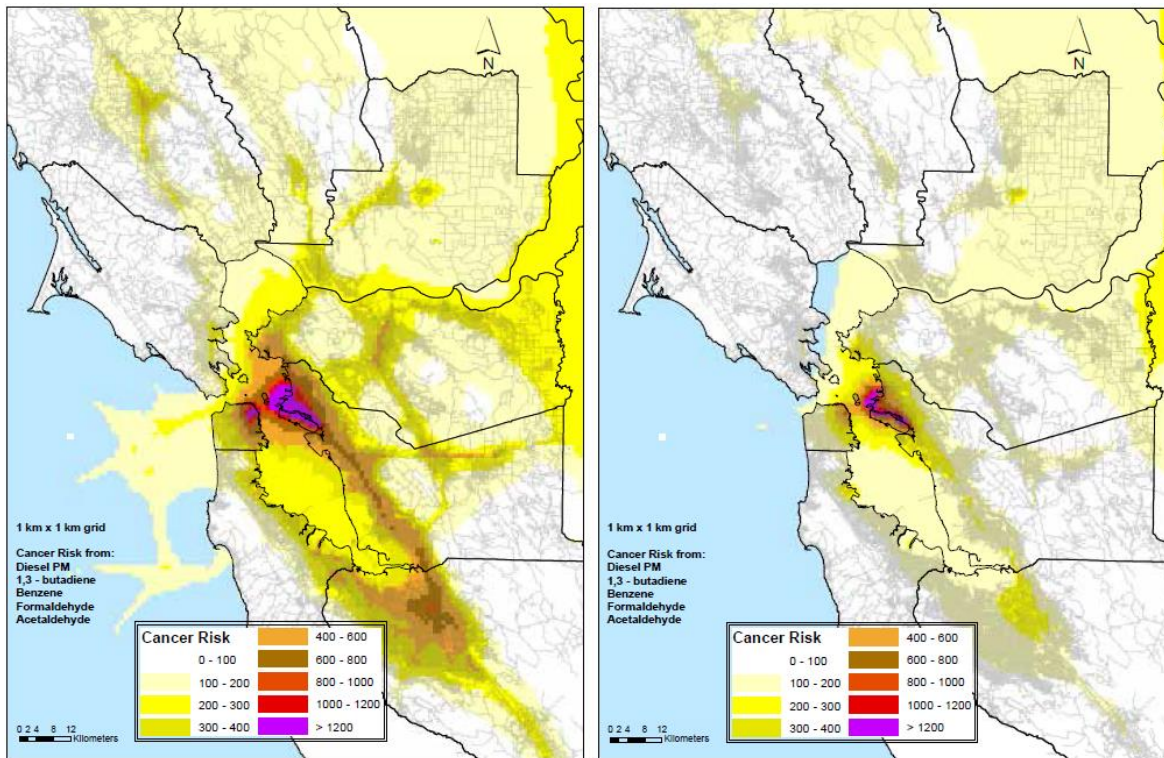 N
1 km x 1 km grid
Cancer Risk from:
Diesel PM
1,3 - butadiene
Benzene
Formaldehyde
Acetaldehyde
Cancer Risk
0 - 100
100 - 200
200 - 300
300 - 400
400 - 600
600 - 800
800 - 1000
1000 - 1200
> 1200
0 2 4 8 12
Kilometers
N
1 km x 1 km grid
Cancer Risk from:
Diesel PM
1,3 - butadiene
Benzene
Formaldehyde
Acetaldehyde
Cancer Risk
0 - 100
100 - 200
200 - 300
300 - 400
400 - 600
600 - 800
800 - 1000
1000 - 1200
> 1200
0 2 4 8 12
Kilometers